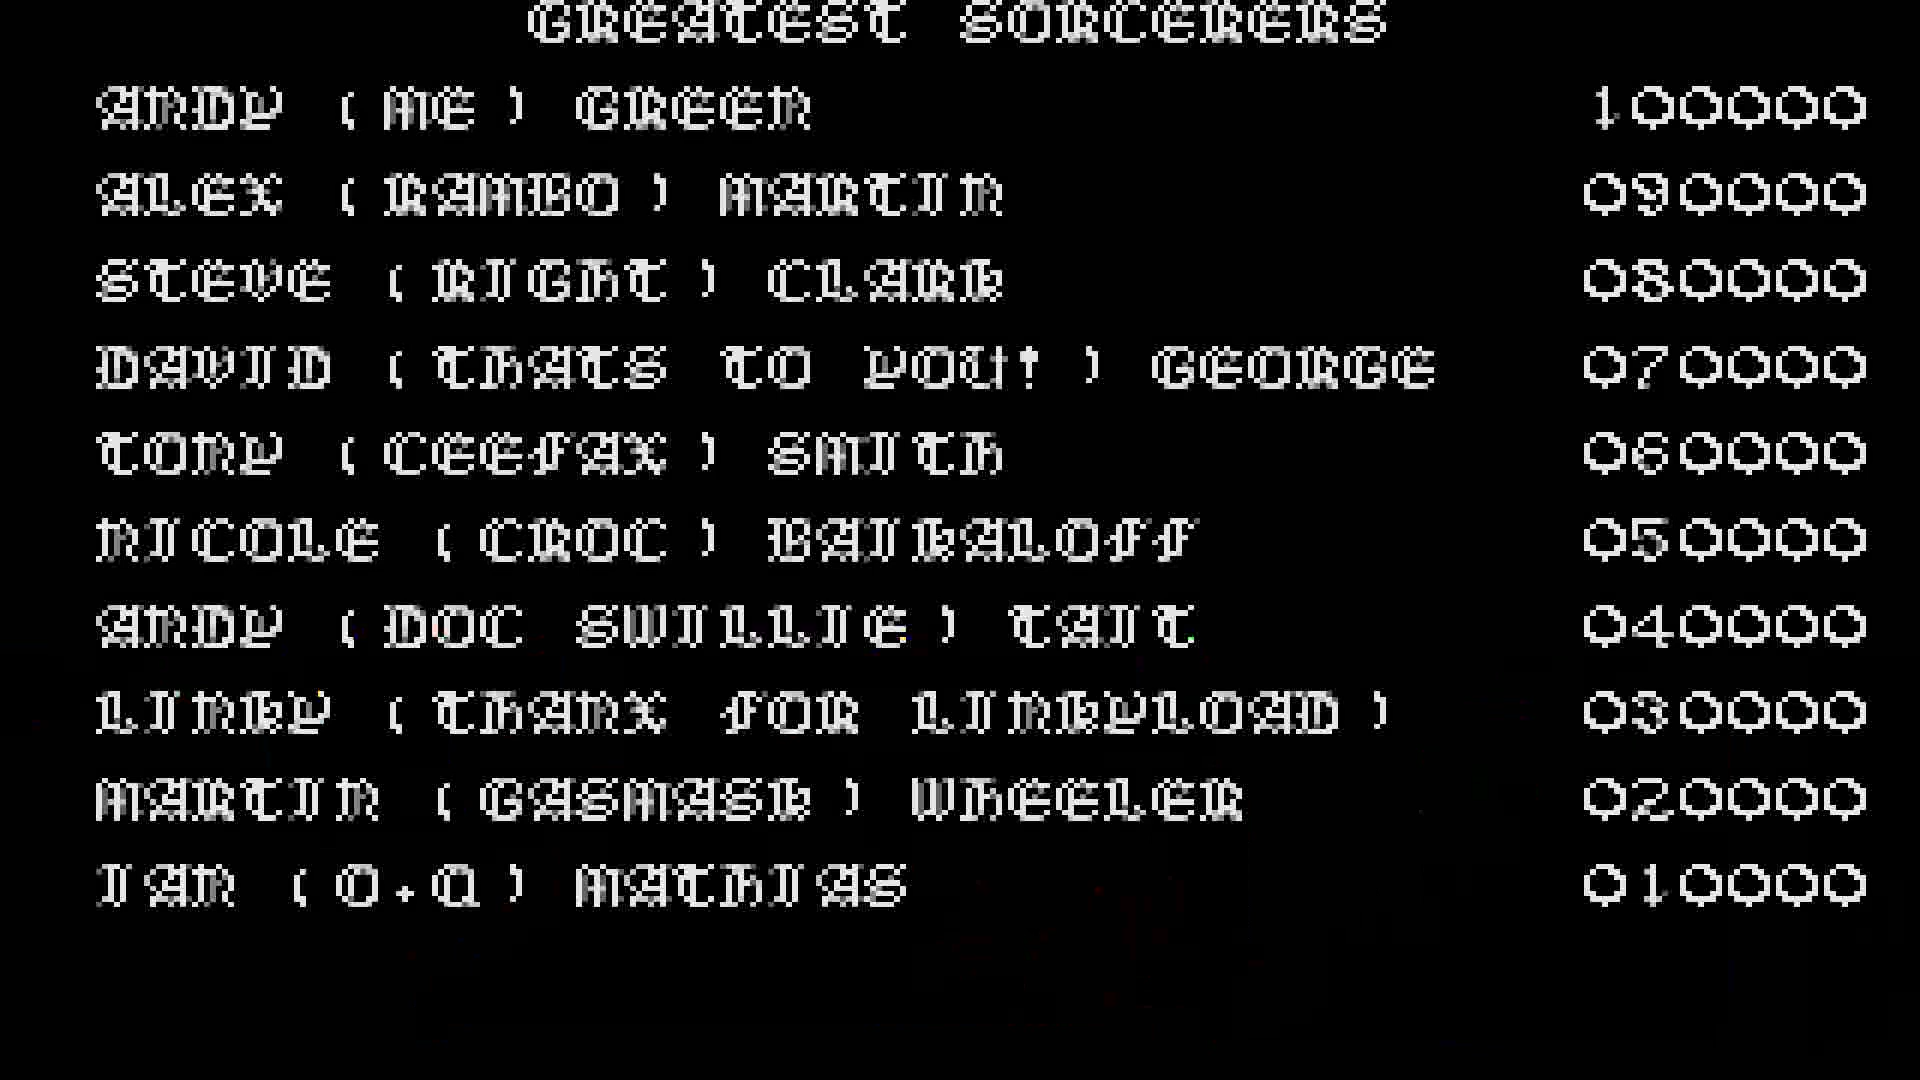 GREATEST SORCERERS
ANDY (ME) GREEN 100000
ALEX (RAMBO) MARTIN 090000
STEVE (RIGHT) CLARK 080000
DAVID (THATS TO YOU!) GEORGE 070000
TONY (CEEFAX) SMITH 060000
NICOLE (CROC) BAIKALOFF 050000
ANDY (DOC SWILLIE) TAIT 040000
LINKY (THANX FOR LINKYLOAD) 030000
MARTIN (GASMASK) WHEELER 020000
IAN (O.Q) MATHIAS 010000